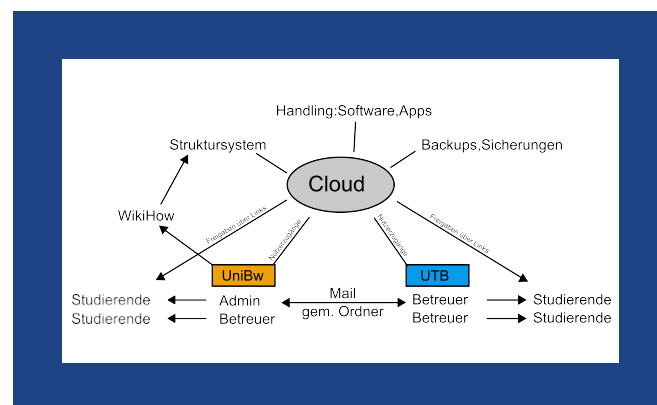 Handling:Software,Apps
Struktursystem
Backups,Sicherungen
Cloud
WikiHow
Freigaben über Links
Nutzerzugänge
Nutzerzugänge
Freigaben über Links
UniBw
UTB
Studierende
Admin
Mail
Betreuer
Studierende
Studierende
Betreuer
gem. Ordner
Betreuer
Studierende